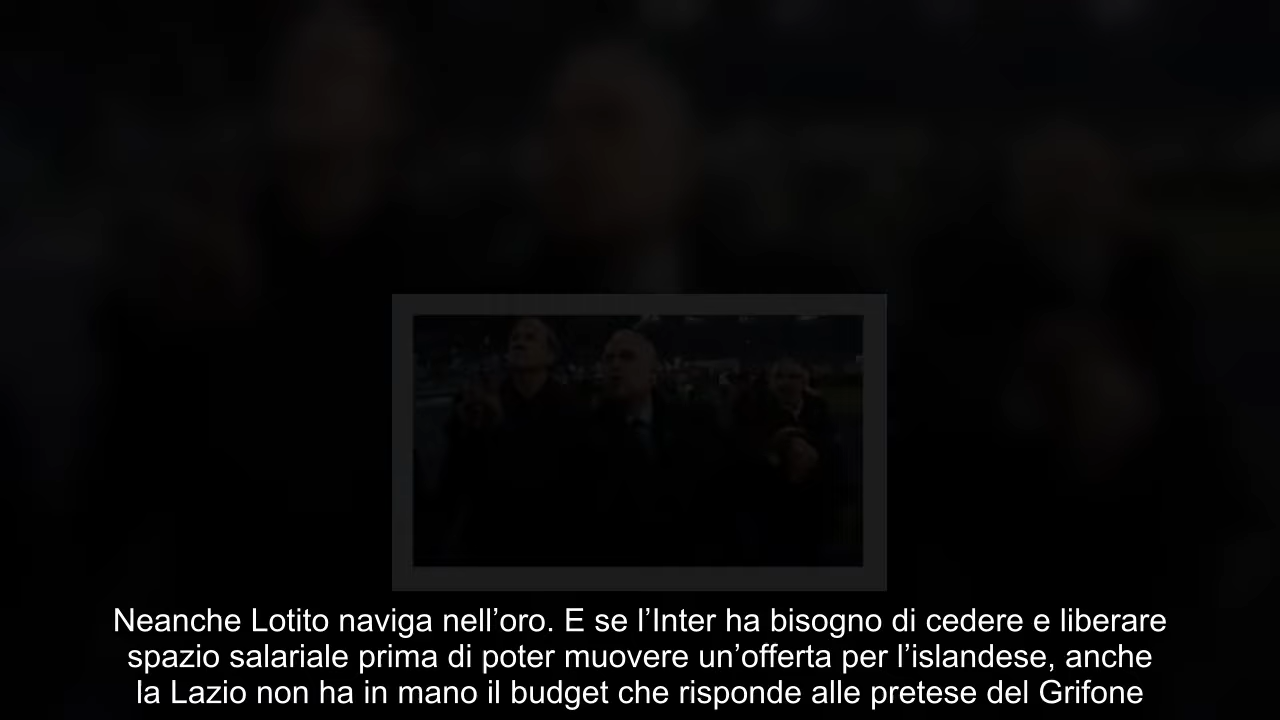 Neanche Lotito naviga nell’oro. E se l’Inter ha bisogno di cedere e liberare
spazio salariale prima di poter muovere un’offerta per l’islandese, anche
la Lazio non ha in mano il budget che risponde alle pretese del Grifone